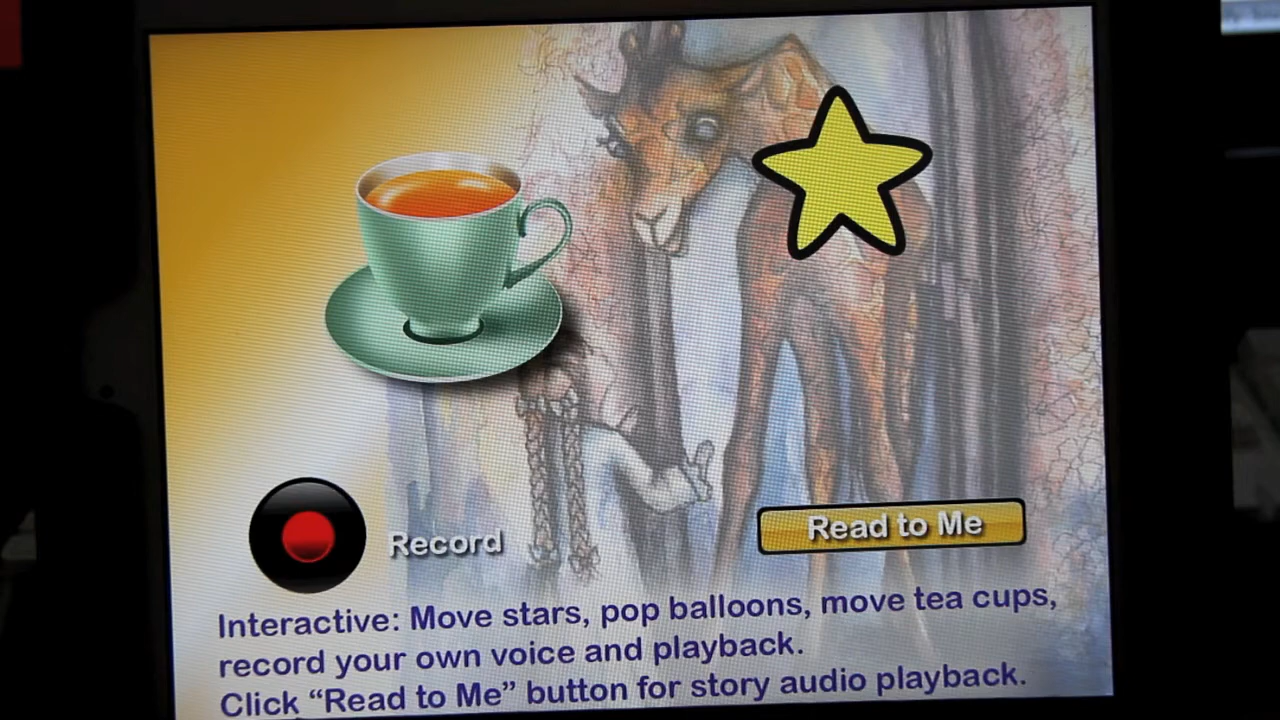 Record
Read to Me
Interactive: Move stars, pop balloons, move tea cups,
record your own voice and playback.
Click “Read to Me” button for story audio playback.